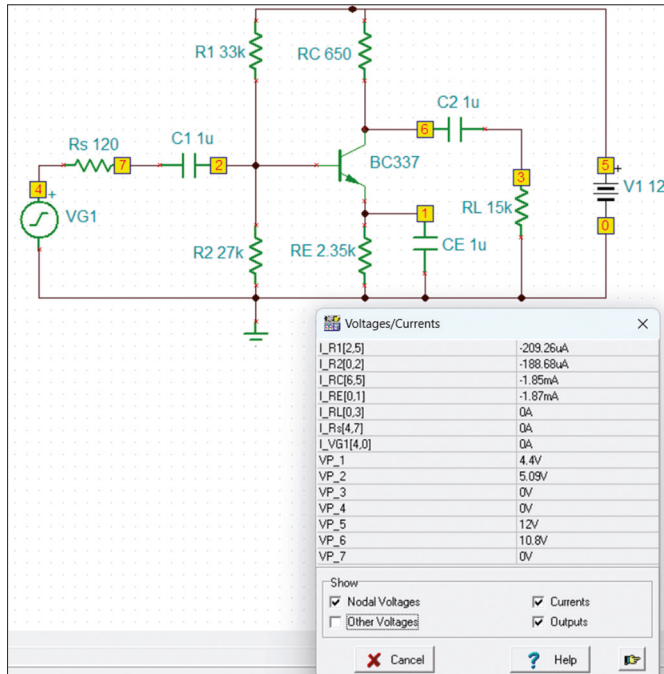 R1 33k
RC 650
C2 1u
6
Rs 120
C1 1u
7
2
BC337
3
5
+
4
+
V1 12
VG1
RL 15k
1
0
R2 27k
RE 2.35k
CE 1u
Voltages/Currents
I_R1[2,5] -209.26uA
I_R2[0,2] -188.68uA
I_RC[6,5] -1.85mA
I_RE[0,1] -1.87mA
I_RL[0,3] 0A
I_Rs[4,7] 0A
I_VG1[4,0] 0A
VP_1 4.4V
VP_2 5.09V
VP_3 0V
VP_4 0V
VP_5 12V
VP_6 10.8V
VP_7 0V
Show
Nodal Voltages Currents
Other Voltages Outputs
Cancel ? Help